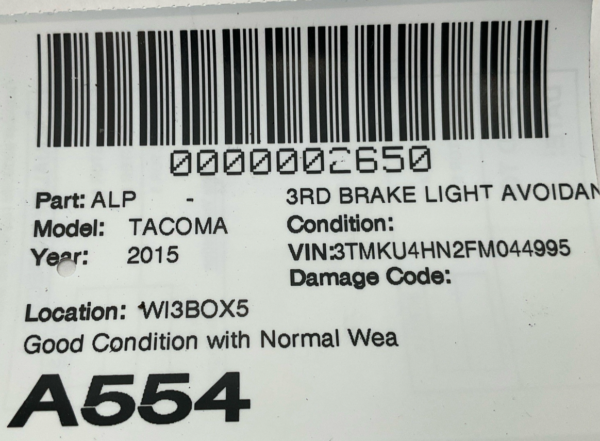 0000002650
Part: ALP - 3RD BRAKE LIGHT AVOIDAN
Model: TACOMA Condition:
Year: 2015 VIN:3TMKU4HN2FM044995
Damage Code:
Location: WI3BOX5
Good Condition with Normal Wea
A554